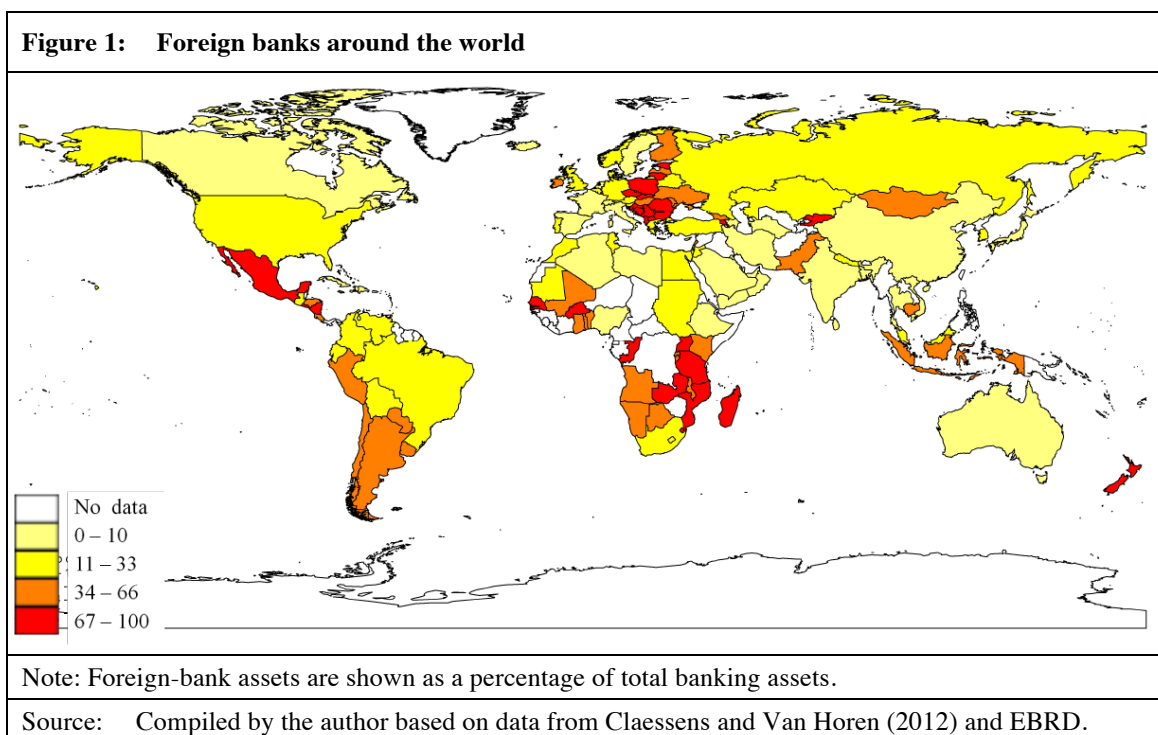 Figure 1: Foreign banks around the world
No data
0 – 10
11 – 33
34 – 66
67 – 100
Note: Foreign-bank assets are shown as a percentage of total banking assets.
Source: Compiled by the author based on data from Claessens and Van Horen (2012) and EBRD.